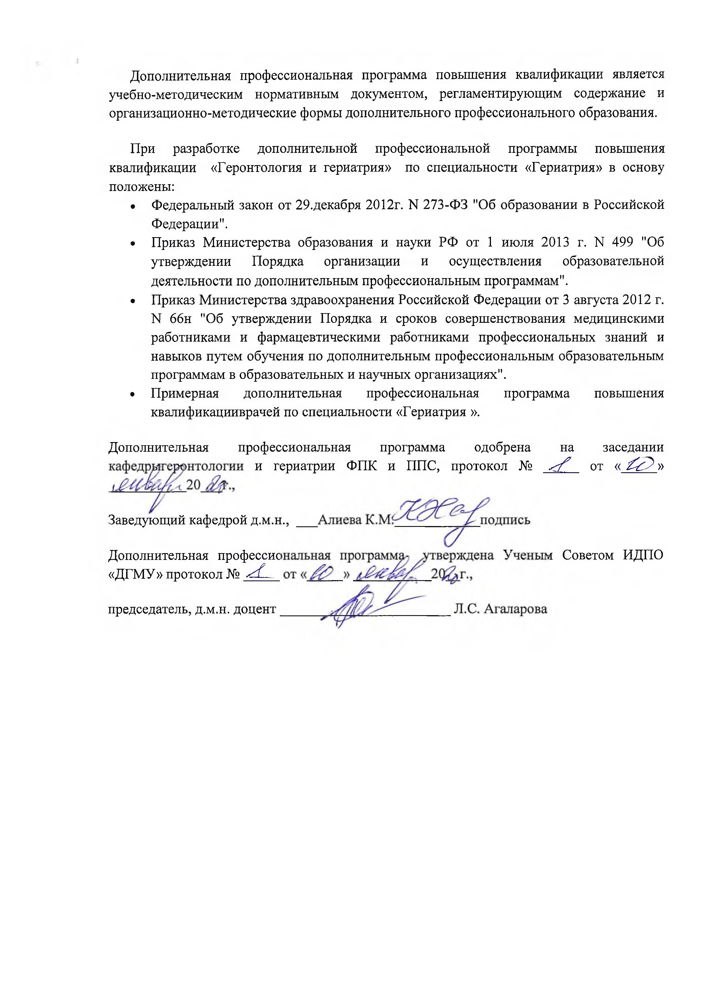 Дополнительная профессиональная программа повышения квалификации является
учебно-методическим нормативным документом, регламентирующим содержание и
организационно-методические формы дополнительного профессионального образования.
При разработке дополнительной профессиональной программы повышения
квалификации «Геронтология и гериатрия» по специальности «Гериатрия» в основу
положены:
• Федеральный закон от 29.декабря 2012г. N 273-ФЗ "Об образовании в Российской
Федерации".
• Приказ Министерства образования и науки РФ от 1 июля 2013 г. N 499 "Об
утверждении Порядка организации и осуществления образовательной
деятельности по дополнительным профессиональным программам".
• Приказ Министерства здравоохранения Российской Федерации от 3 августа 2012 г.
N 66н "Об утверждении Порядка и сроков совершенствования медицинскими
работниками и фармацевтическими работниками профессиональных знаний и
навыков путем обучения по дополнительным профессиональным образовательным
программам в образовательных и научных организациях".
• Примерная дополнительная профессиональная программа повышения
квалификацииврачей по специальности «Гериатрия ».
Дополнительная профессиональная программа одобрена на заседании
кафедрыгеронтологии и гериатрии ФПК и ППС, протокол № 1 от «10»
января 2020г.,
Заведующий кафедрой д.м.н., ___Алиева К.М.____________подпись
Дополнительная профессиональная программа утверждена Ученым Советом ИДПО
«ДГМУ» протокол № 1 от «10» января 2020г.,
председатель, д.м.н. доцент ________________________ Л.С. Агаларова